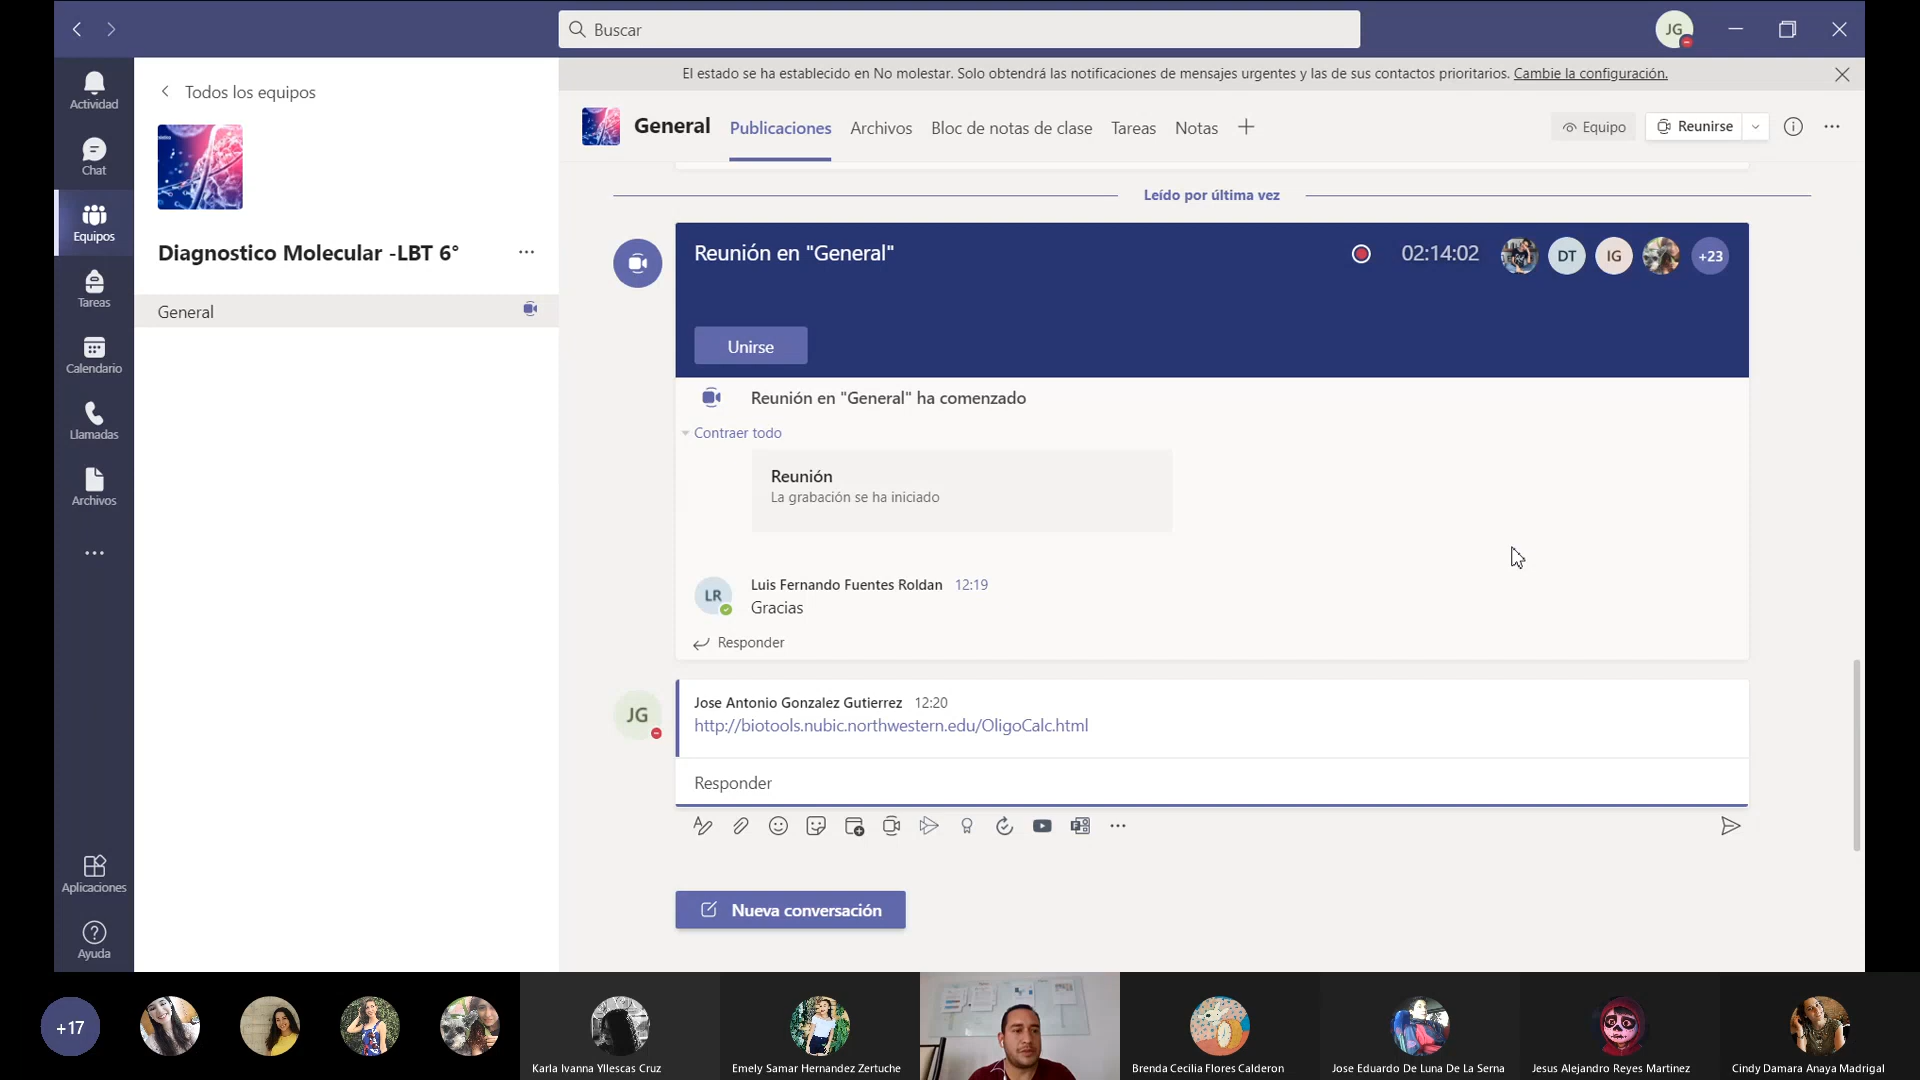 Buscar
JG
El estado se ha establecido en No molestar. Solo obtendrá las notificaciones de mensajes urgentes y las de sus contactos prioritarios. Cambie la configuración.
Actividad
Chat
Equipos
Tareas
Calendario
Llamadas
Archivos
Aplicaciones
Ayuda
Todos los equipos
Diagnostico Molecular -LBT 6°
General
General
Publicaciones
Archivos
Bloc de notas de clase
Tareas
Notas
Equipo
Reunirse
Leído por última vez
Reunión en "General"
02:14:02
DT
IG
+23
Unirse
Reunión en "General" ha comenzado
Contraer todo
Reunión
La grabación se ha iniciado
LR
Luis Fernando Fuentes Roldan 12:19
Gracias
Responder
JG
Jose Antonio Gonzalez Gutierrez 12:20
http://biotools.nubic.northwestern.edu/OligoCalc.html
Responder
Nueva conversación
+17
Karla Ivanna Yllescas Cruz
Emely Samar Hernandez Zertuche
Brenda Cecilia Flores Calderon
Jose Eduardo De Luna De La Serna
Jesus Alejandro Reyes Martinez
Cindy Damara Anaya Madrigal